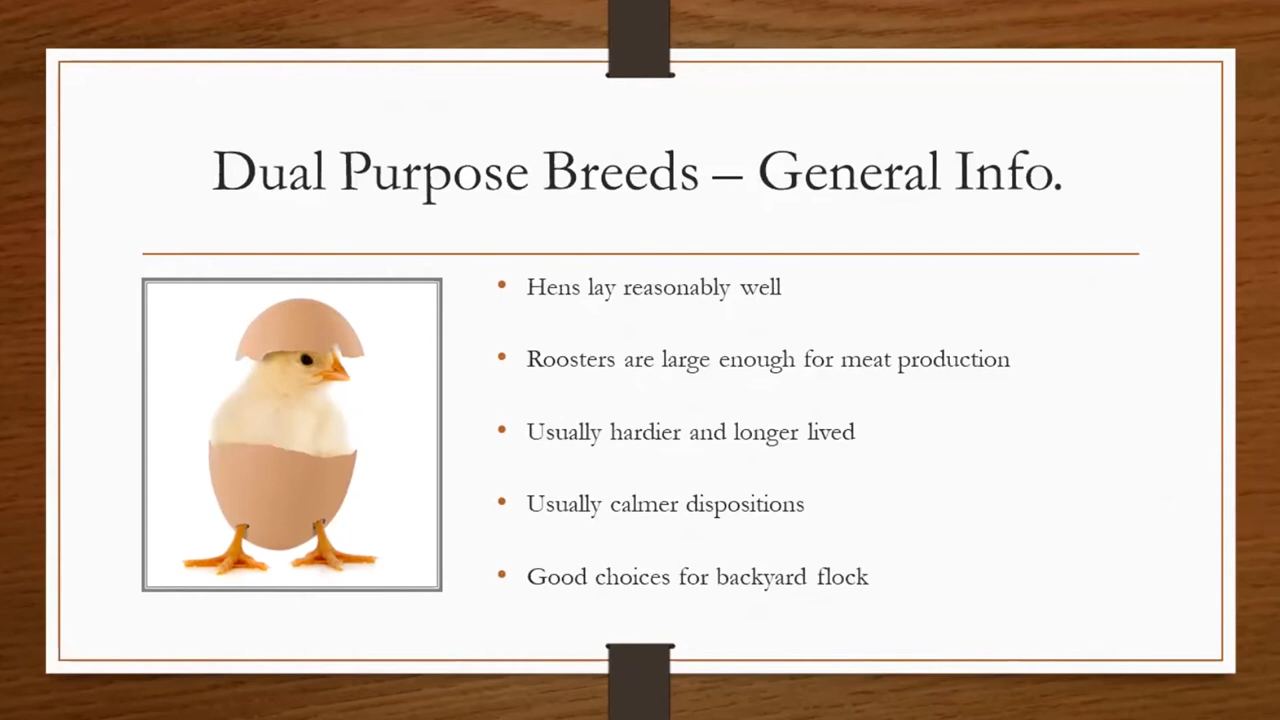 Dual Purpose Breeds – General Info.
• Hens lay reasonably well
• Roosters are large enough for meat production
• Usually hardier and longer lived
• Usually calmer dispositions
• Good choices for backyard flock